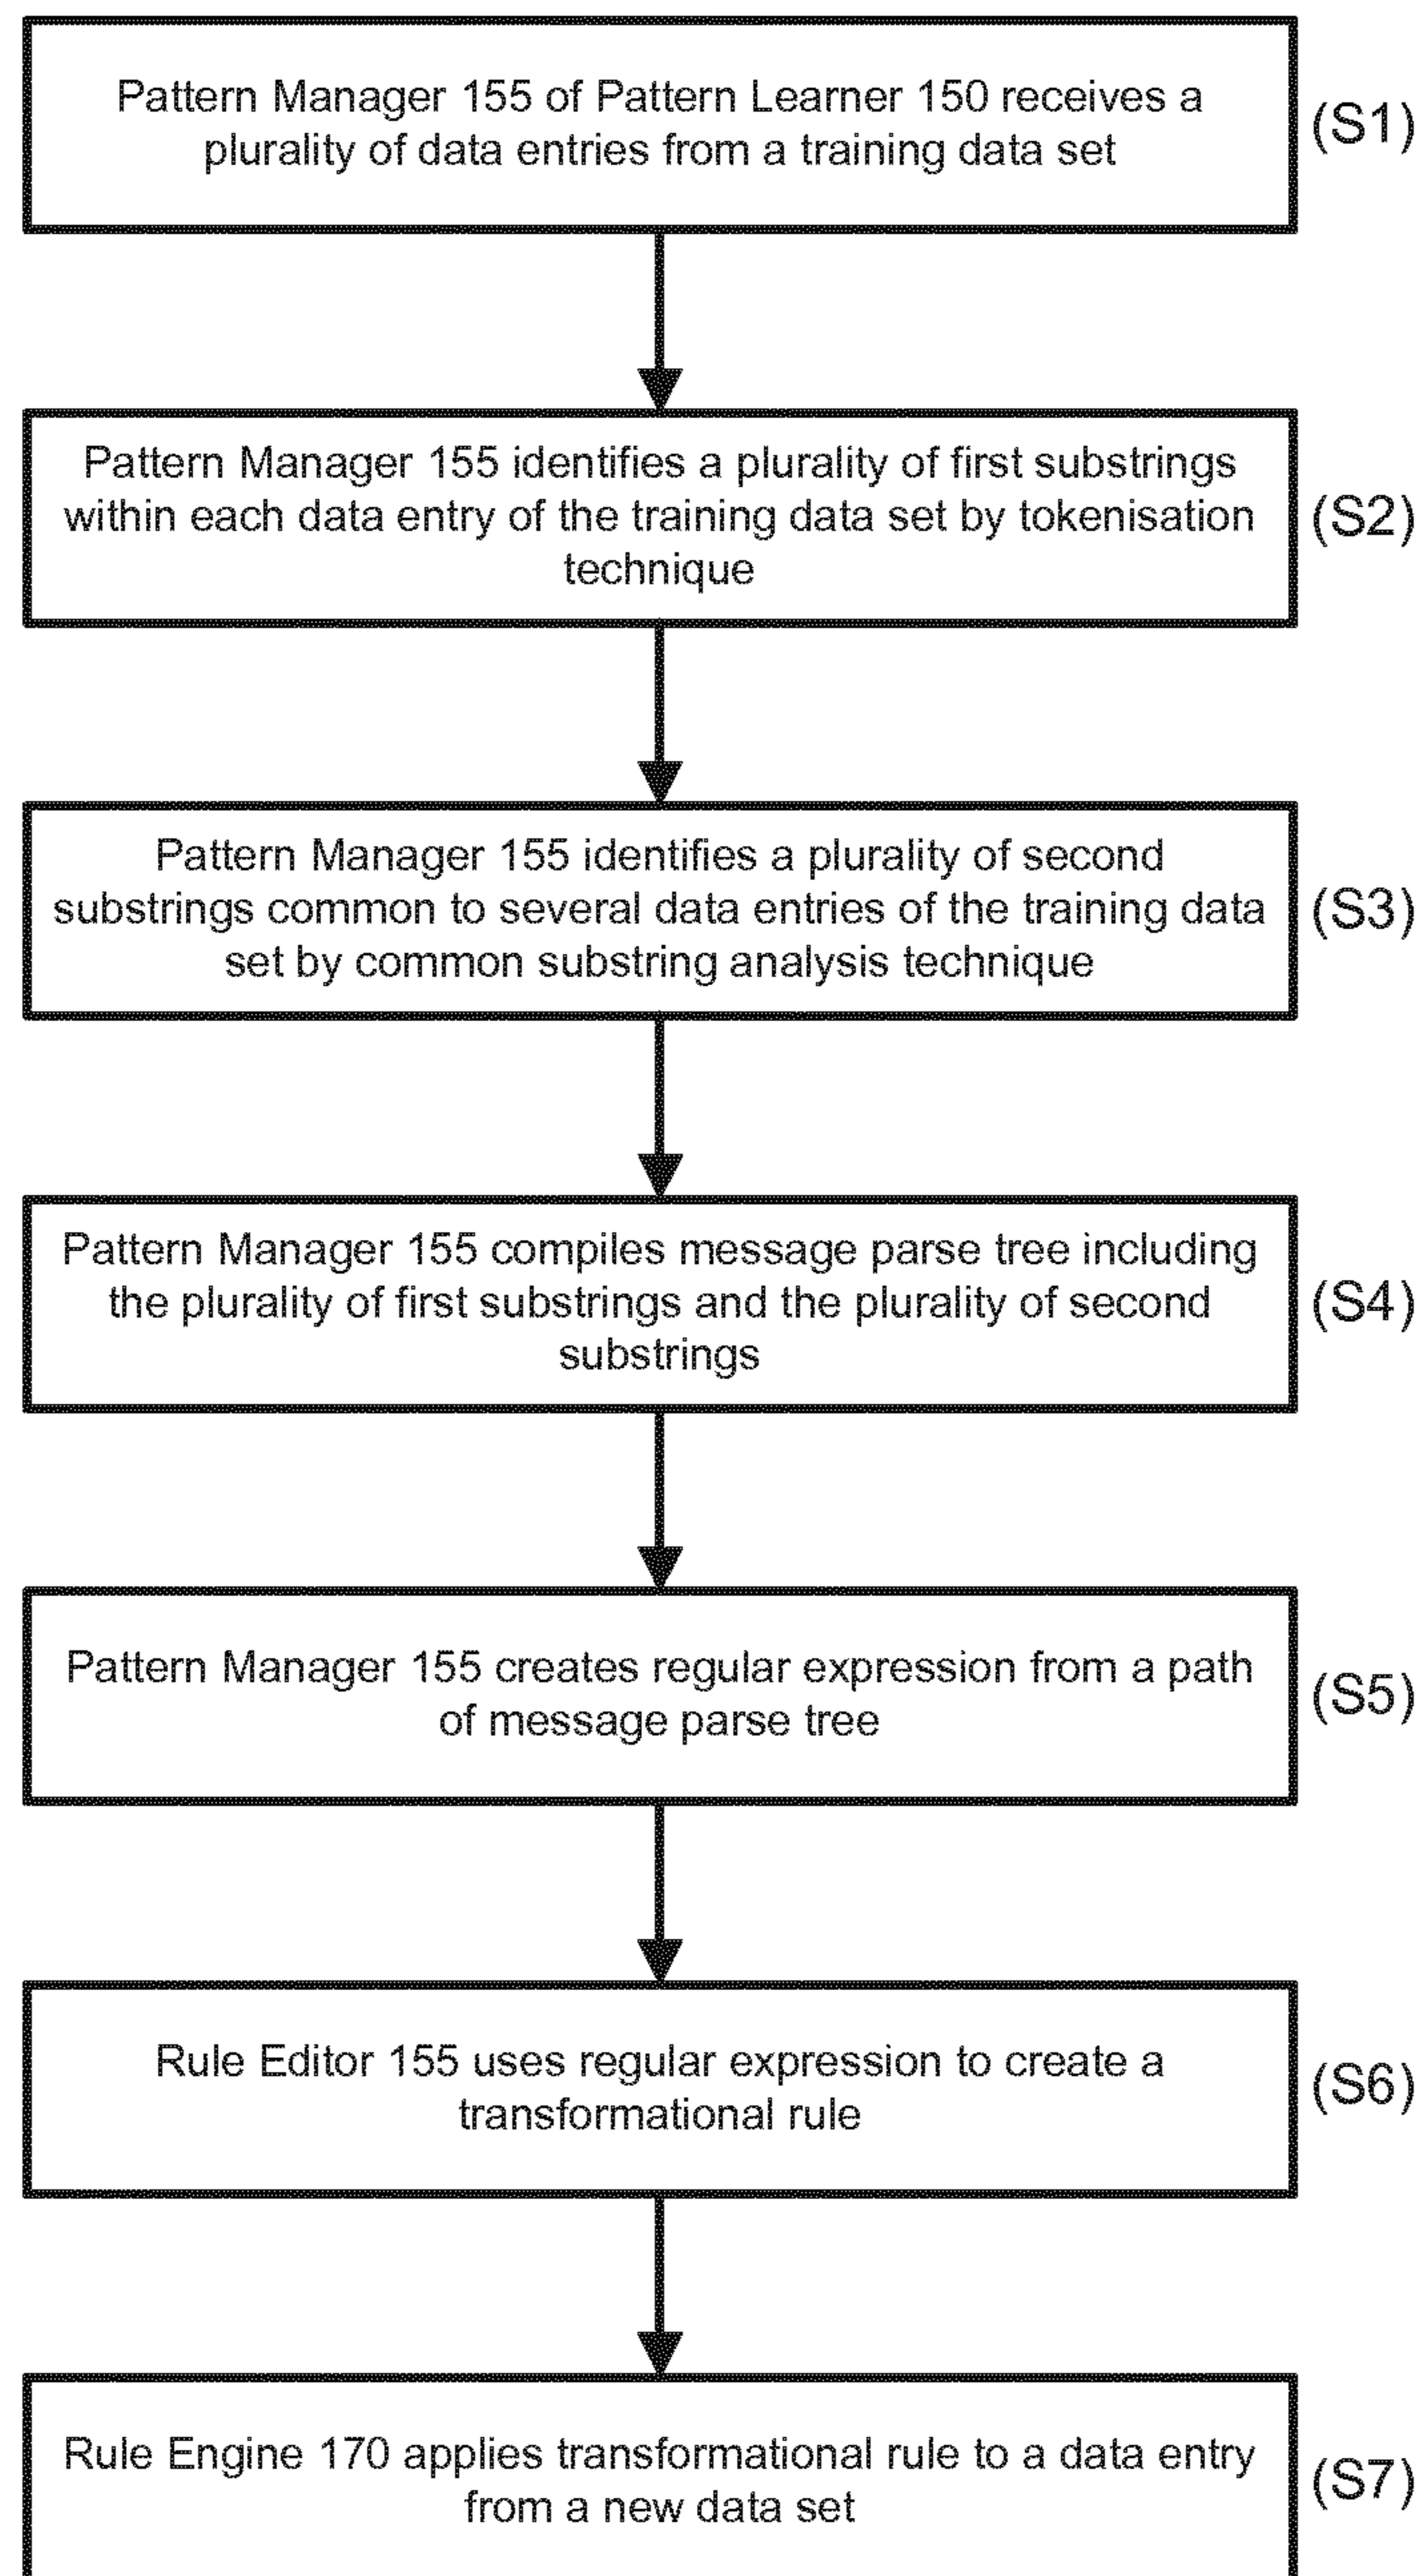 Pattern Manager 155 of Pattern Learner 150 receives a
plurality of data entries from a training data set
(S1)
Pattern Manager 155 identifies a plurality of first substrings
within each data entry of the training data set by tokenisation
technique
(S2)
Pattern Manager 155 identifies a plurality of second
substrings common to several data entries of the training data
set by common substring analysis technique
(S3)
Pattern Manager 155 compiles message parse tree including
the plurality of first substrings and the plurality of second
substrings
(S4)
Pattern Manager 155 creates regular expression from a path
of message parse tree
(S5)
Rule Editor 155 uses regular expression to create a
transformational rule
(S6)
Rule Engine 170 applies transformational rule to a data entry
from a new data set
(S7)